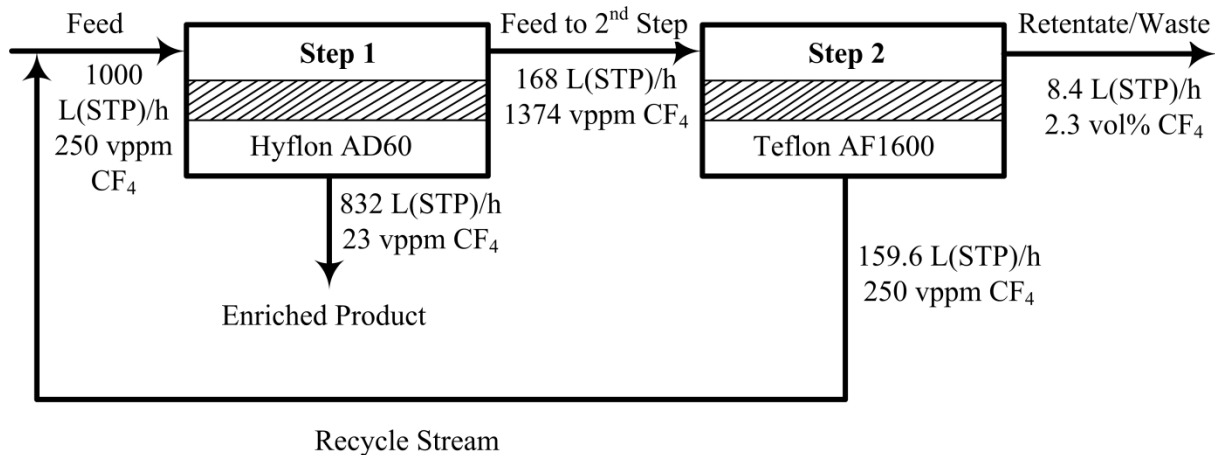 Feed
1000
L(STP)/h
250 vppm
CF₄
Step 1
Hyflon AD60
832 L(STP)/h
23 vppm CF₄
Enriched Product
Feed to 2ⁿᵈ Step
168 L(STP)/h
1374 vppm CF₄
Step 2
Teflon AF1600
Retentate/Waste
8.4 L(STP)/h
2.3 vol% CF₄
159.6 L(STP)/h
250 vppm CF₄
Recycle Stream